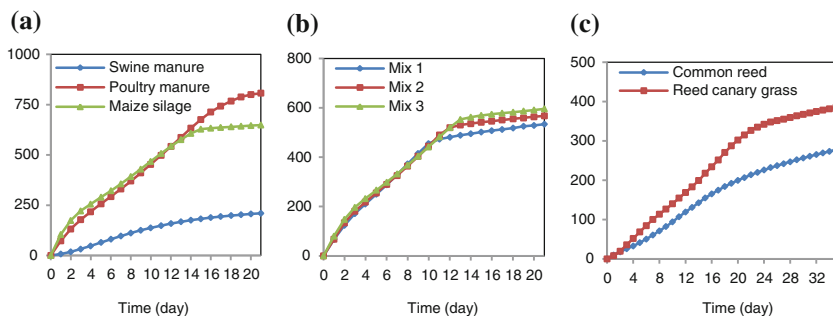 (a)
Swine manure
Poultry manure
Maize silage
1000
750
500
250
0
0 2 4 6 8 10 12 14 16 18 20
Time (day)
(b)
Mix 1
Mix 2
Mix 3
800
600
400
200
0
0 2 4 6 8 10 12 14 16 18 20
Time (day)
(c)
Common reed
Reed canary grass
500
400
300
200
100
0
0 4 8 12 16 20 24 28 32
Time (day)